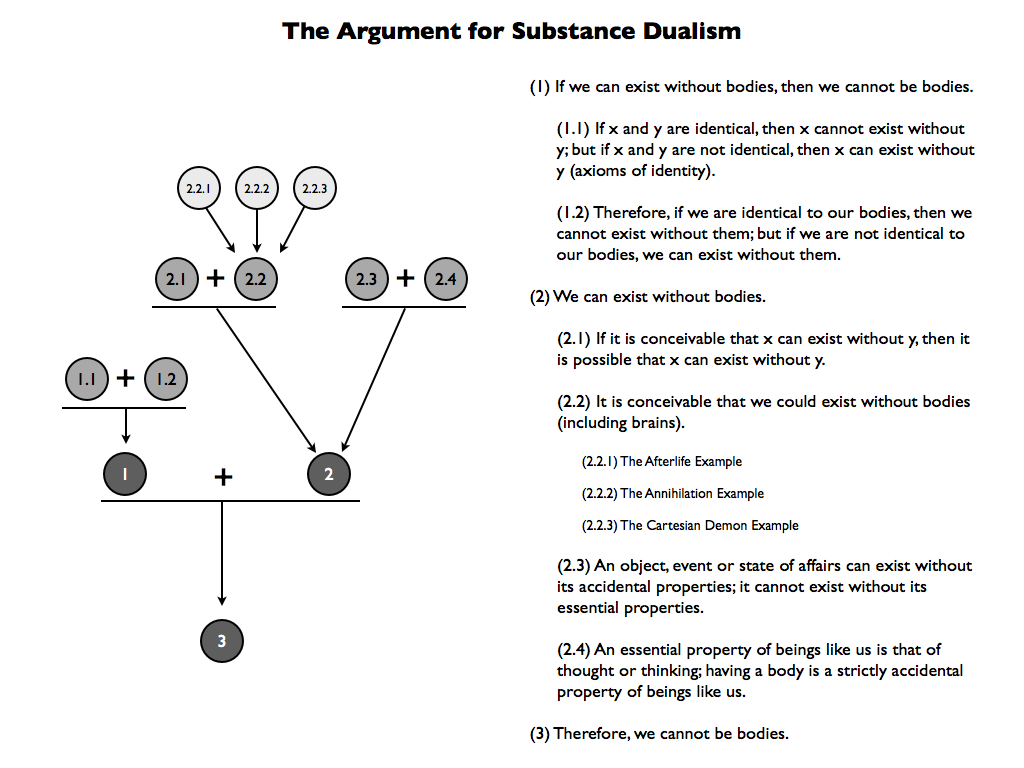 The Argument for Substance Dualism
(1) If we can exist without bodies, then we cannot be bodies.
(1.1) If x and y are identical, then x cannot exist without
y; but if x and y are not identical, then x can exist without
y (axioms of identity).
(1.2) Therefore, if we are identical to our bodies, then we
cannot exist without them; but if we are not identical to
our bodies, we can exist without them.
(2) We can exist without bodies.
(2.1) If it is conceivable that x can exist without y, then it
is possible that x can exist without y.
(2.2) It is conceivable that we could exist without bodies
(including brains).
(2.2.1) The Afterlife Example
(2.2.2) The Annihilation Example
(2.2.3) The Cartesian Demon Example
(2.3) An object, event or state of affairs can exist without
its accidental properties; it cannot exist without its
essential properties.
(2.4) An essential property of beings like us is that of
thought or thinking; having a body is a strictly accidental
property of beings like us.
(3) Therefore, we cannot be bodies.
2.2.1 2.2.2 2.2.3
2.1 + 2.2 2.3 + 2.4
1.1 + 1.2
1 + 2
3